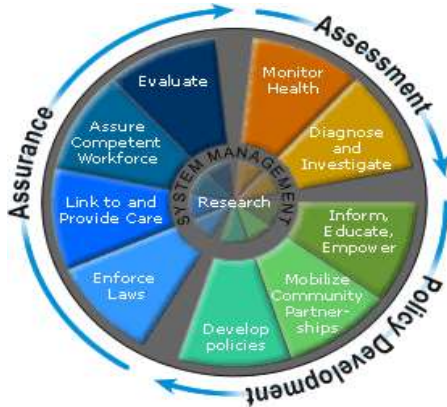 Assessment
Monitor
Health
Diagnose
and
Investigate
Inform,
Educate,
Empower
Policy Development
Mobilize
Community
Partner-
ships
Develop
policies
Assurance
Enforce
Laws
Link to and
Provide Care
Assure
Competent
Workforce
Evaluate
SYSTEM MANAGEMENT
Research